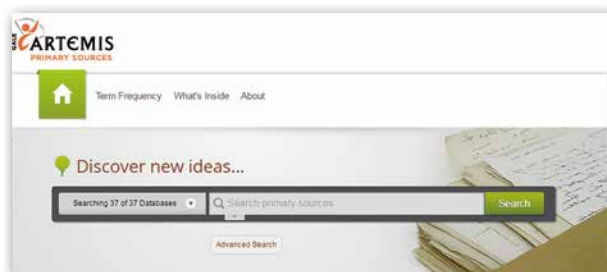 GALE
ARTEMIS
PRIMARY SOURCES
Term Frequency What's Inside About
Discover new ideas...
Searching 37 of 37 Databases Search primary sources Search
Advanced Search